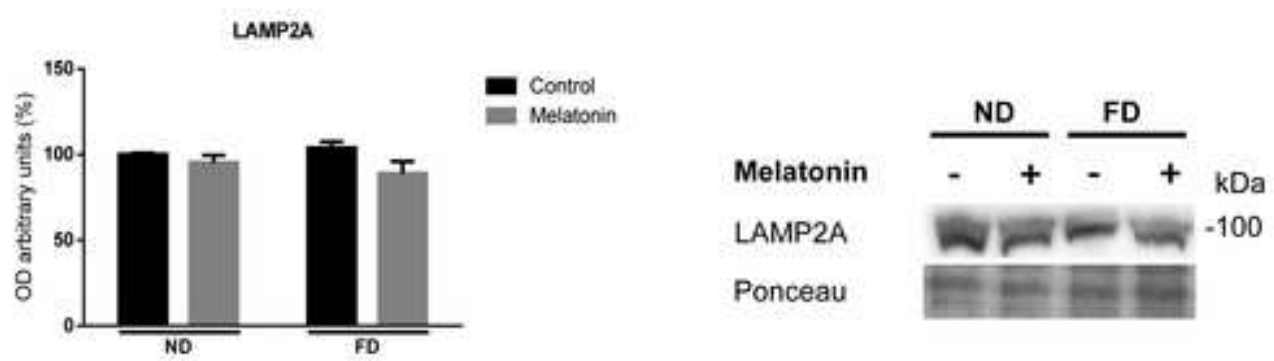 LAMP2A
150
100
50
0
OD arbitrary units (%)
Control
Melatonin
ND FD
ND FD
Melatonin - + - + kDa
LAMP2A -100
Ponceau